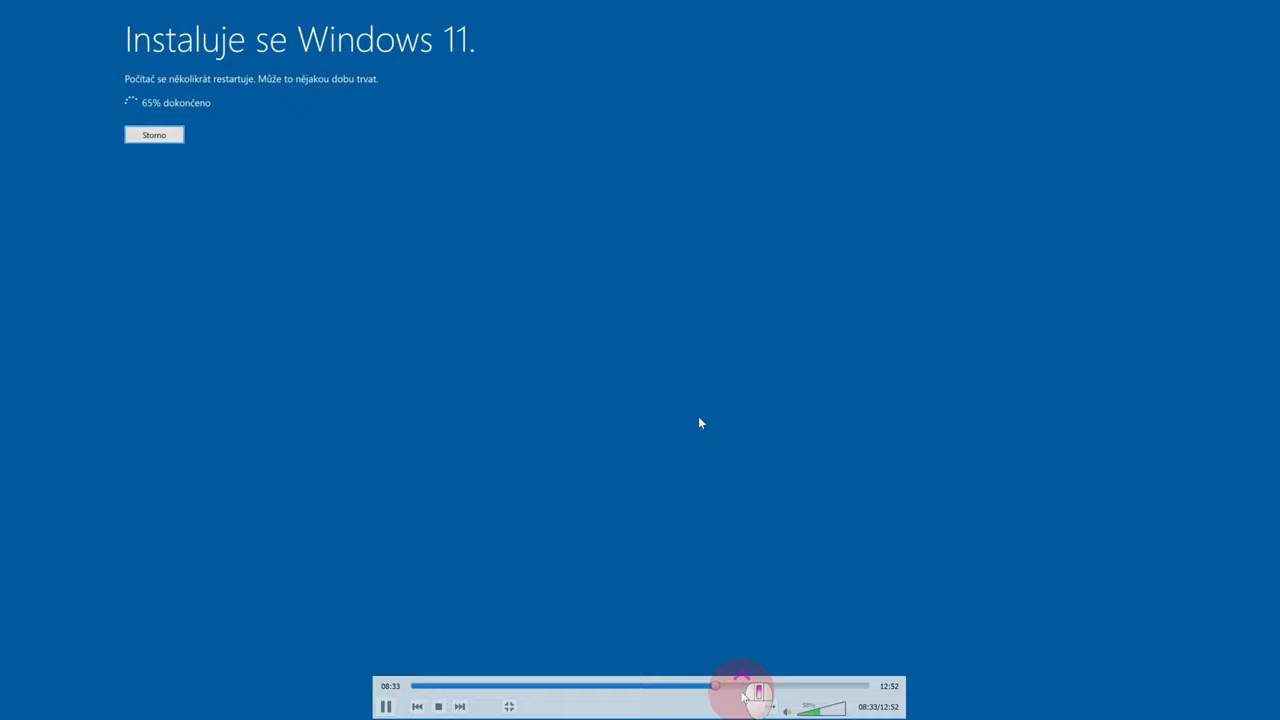 Instaluje se Windows 11.
Počítač se několikrát restartuje. Může to nějakou dobu trvat.
65% dokončeno
Storno
08:33
12:52
50%
08:33/12:52